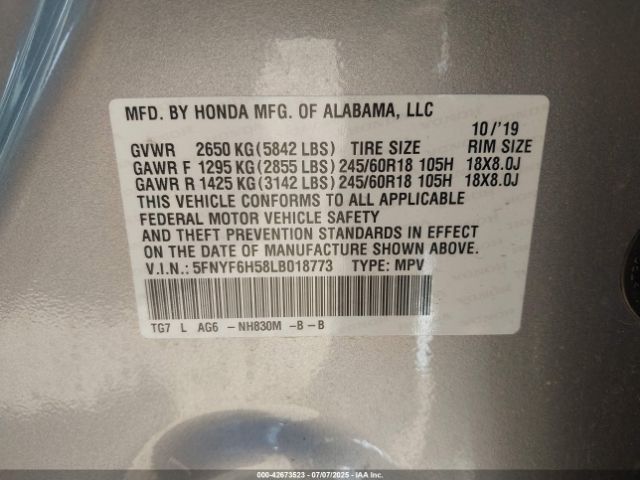 MFD. BY HONDA MFG. OF ALABAMA, LLC
10/'19
GVWR 2650 KG(5842 LBS) TIRE SIZE RIM SIZE
GAWR F 1295 KG(2855 LBS) 245/60R18 105H 18X8.0J
GAWR R 1425 KG(3142 LBS) 245/60R18 105H 18X8.0J
THIS VEHICLE CONFORMS TO ALL APPLICABLE
FEDERAL MOTOR VEHICLE SAFETY
AND THEFT PREVENTION STANDARDS IN EFFECT
ON THE DATE OF MANUFACTURE SHOWN ABOVE.
V.I.N.: 5FNYF6H58LB018773 TYPE: MPV
TG7 L AG6 -NH830M -B-B
000-42673523 | 07/07/2025 - IAA Inc.